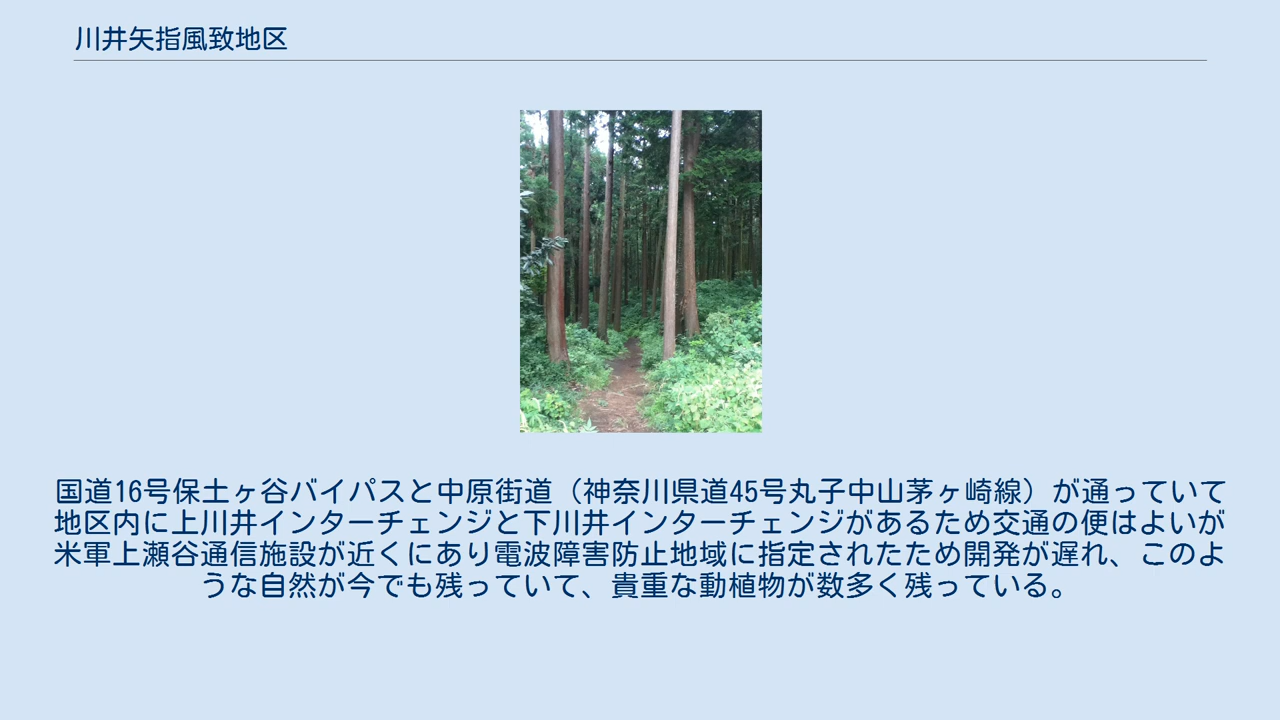 川井矢指風致地区
国道16号保土ヶ谷バイパスと中原街道（神奈川県道45号丸子中山茅ヶ崎線）が通っていて
地区内に上川井インターチェンジと下川井インターチェンジがあるため交通の便はよいが
米軍上瀬谷通信施設が近くにあり電波障害防止地域に指定されたため開発が遅れ、このよ
うな自然が今でも残っていて、貴重な動植物が数多く残っている。